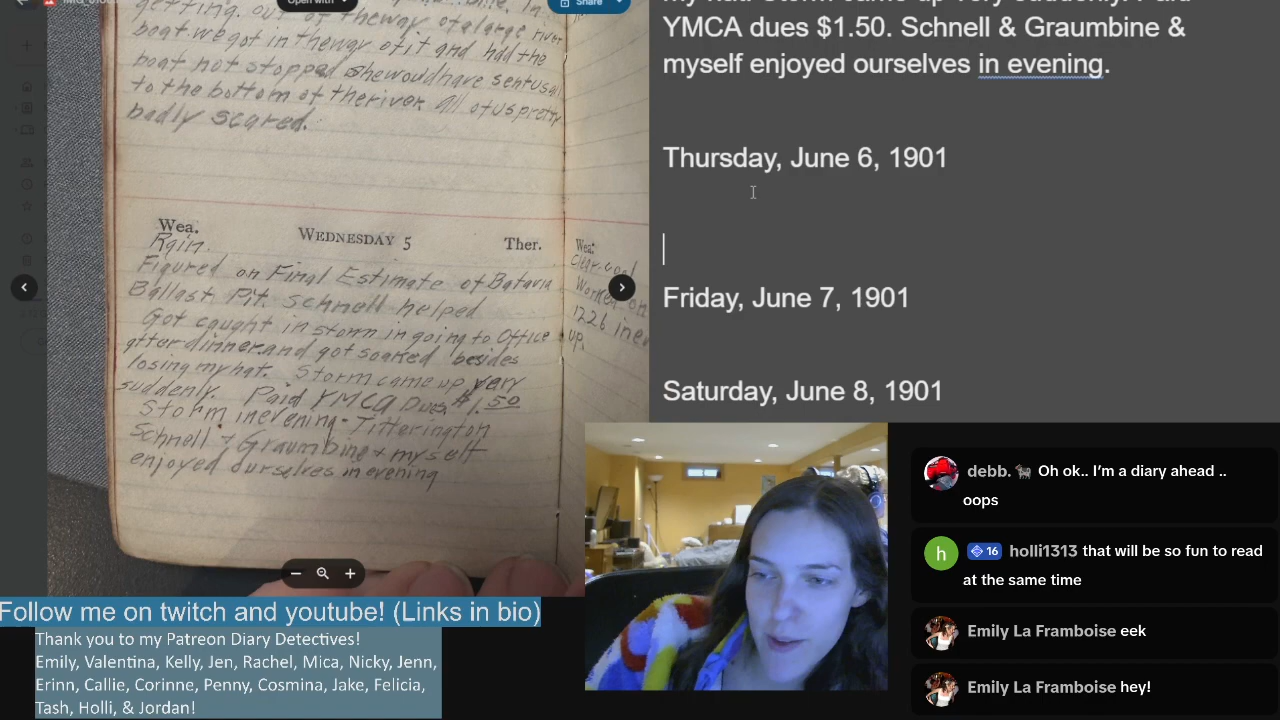 Open with
Share
getting. out of the way of a large river
boat. we got in the way of it and had the
boat not stopped she would have sent us all
to the bottom of the river all of us pretty
badly scared.
Wea. WEDNESDAY 5 Ther.
Rain.
Figured on Final Estimate of Batavia
Ballast Pit. Schnell helped
Got caught in storm in going to Office
after dinner and got soaked besides
losing my hat. Storm came up very
suddenly. Paid YMCA Dues $1.50
Storm in evening - Titterington
Schnell & Graumbine & myself
enjoyed ourselves in evening
Wea.
Clear-cool
Worked on
1226 in
up.
YMCA dues $1.50. Schnell & Graumbine &
myself enjoyed ourselves in evening.
Thursday, June 6, 1901
Friday, June 7, 1901
Saturday, June 8, 1901
debb. 🐈‍⬛ Oh ok.. I'm a diary ahead ..
oops
h 16 holli1313 that will be so fun to read
at the same time
Emily La Framboise eek
Emily La Framboise hey!
Follow me on twitch and youtube! (Links in bio)
Thank you to my Patreon Diary Detectives!
Emily, Valentina, Kelly, Jen, Rachel, Mica, Nicky, Jenn,
Erinn, Callie, Corinne, Penny, Cosmina, Jake, Felicia,
Tash, Holli, & Jordan!